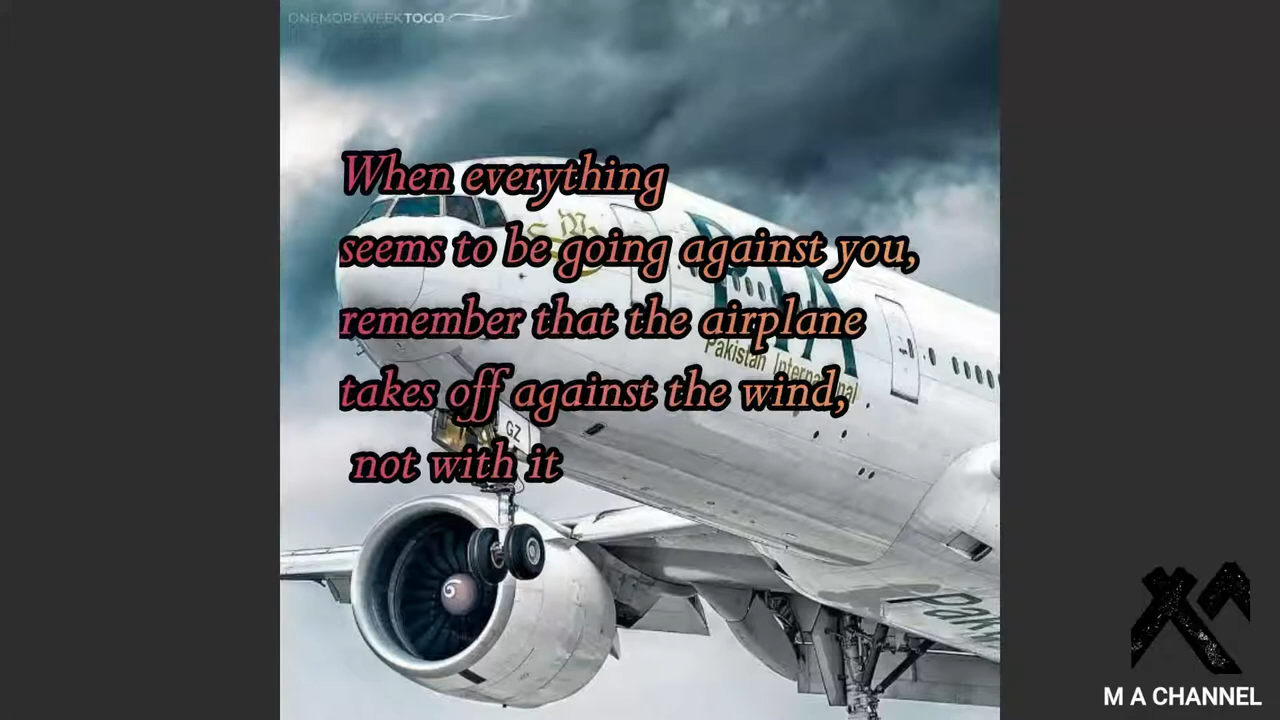 ONEMOREWEEKTOGO
When everything
seems to be going against you,
remember that the airplane
takes off against the wind,
not with it
PIA
Pakistan International
GZ
Pak
M A CHANNEL